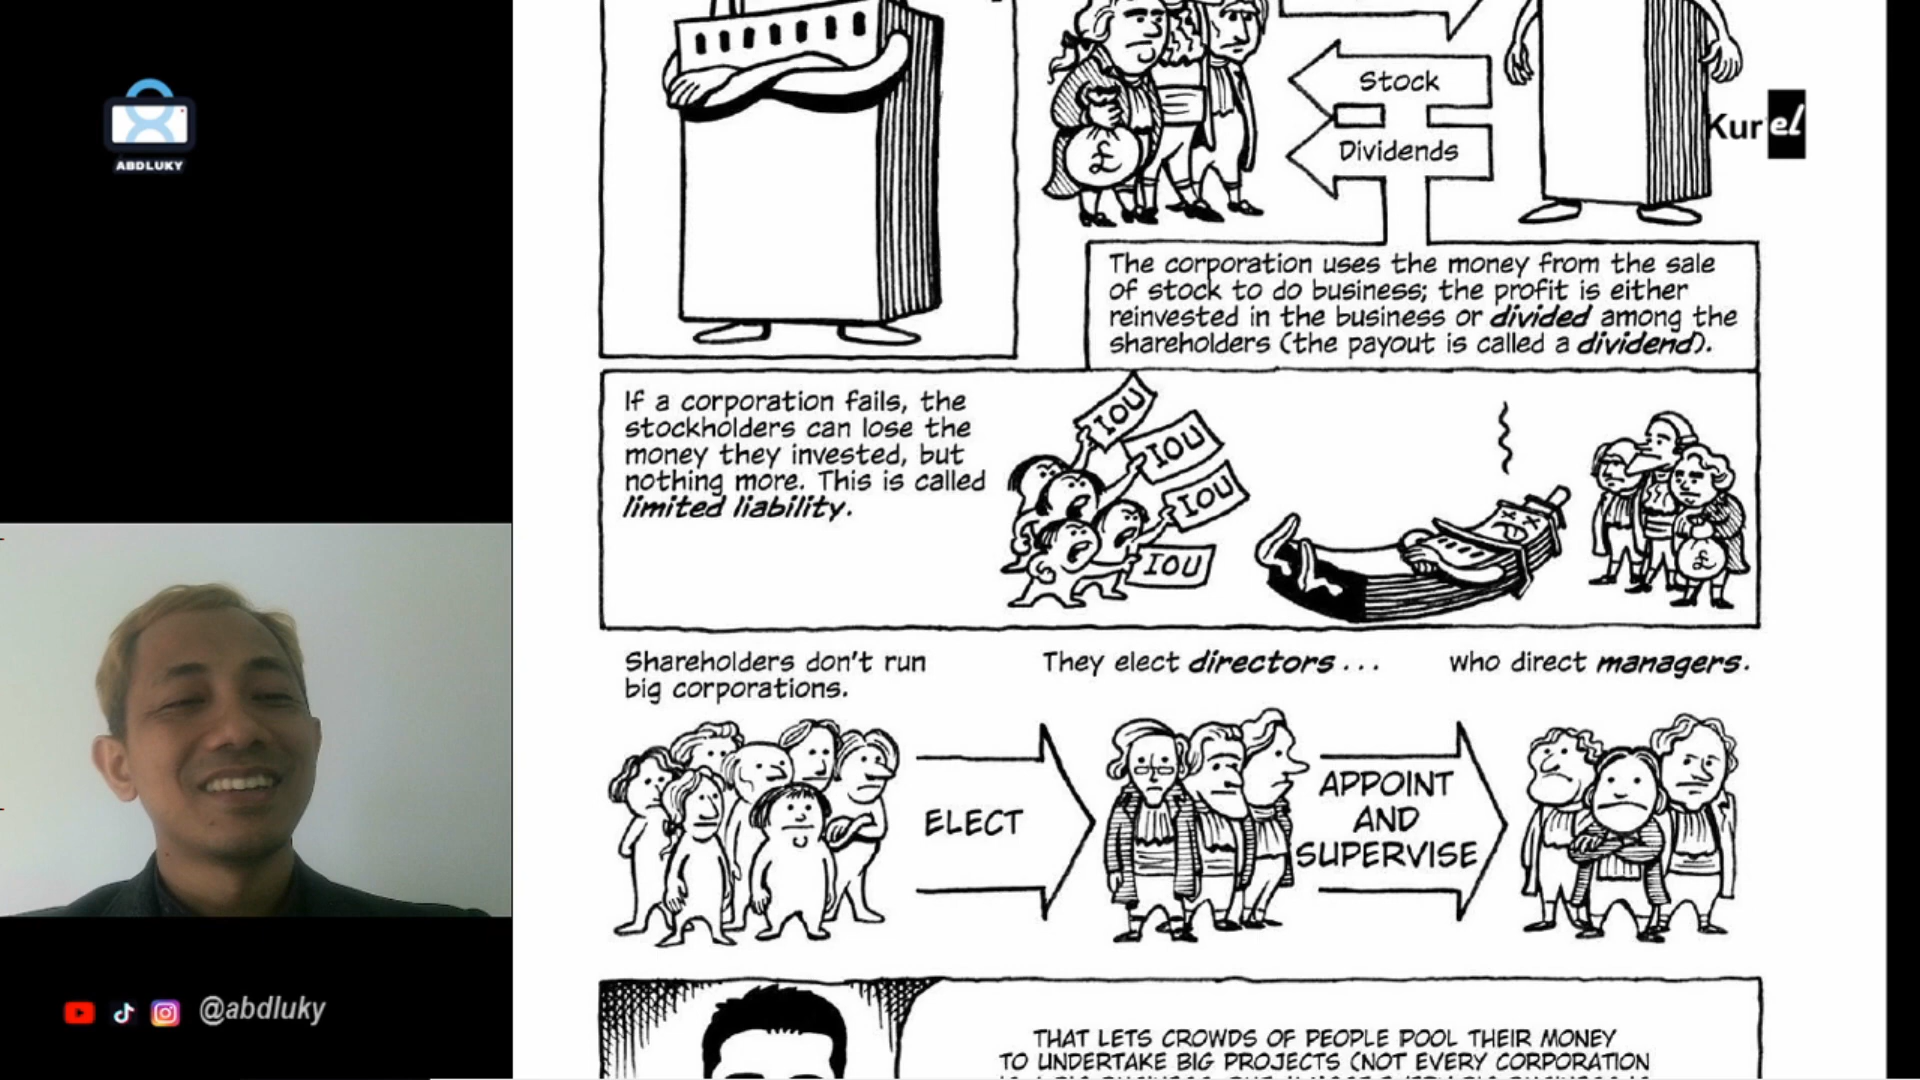 ABDLUKY
Stock
Dividends
£
Kurel
The corporation uses the money from the sale
of stock to do business; the profit is either
reinvested in the business or divided among the
shareholders (the payout is called a dividend).
If a corporation fails, the
stockholders can lose the
money they invested, but
nothing more. This is called
limited liability.
IOU
IOU
IOU
IOU
£
Shareholders don't run
big corporations.
They elect directors...
who direct managers.
ELECT
APPOINT
AND
SUPERVISE
@abdluky
THAT LETS CROWDS OF PEOPLE POOL THEIR MONEY
TO UNDERTAKE BIG PROJECTS (NOT EVERY CORPORATION